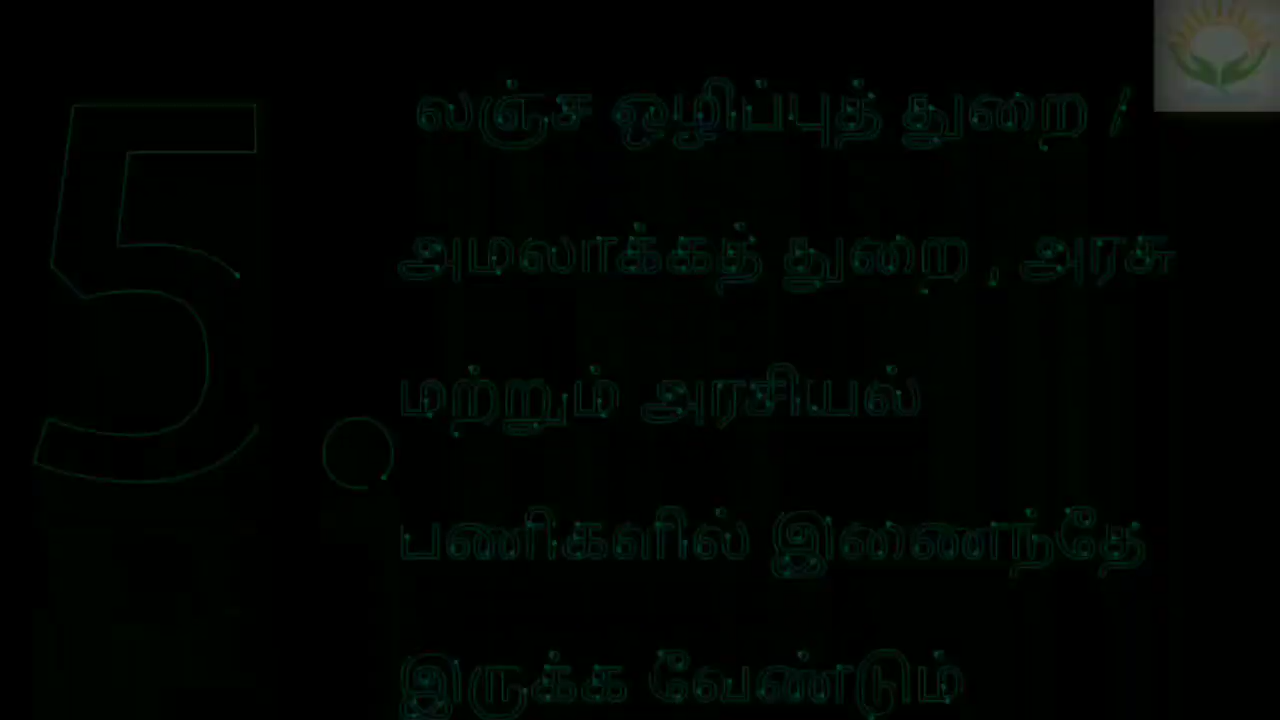 5. லஞ்ச ஒழிப்புத் துறை /
அமலாக்கத் துறை , அரசு
மற்றும் அரசியல்
பணிகளில் இணைந்தே
இருக்க வேண்டும்